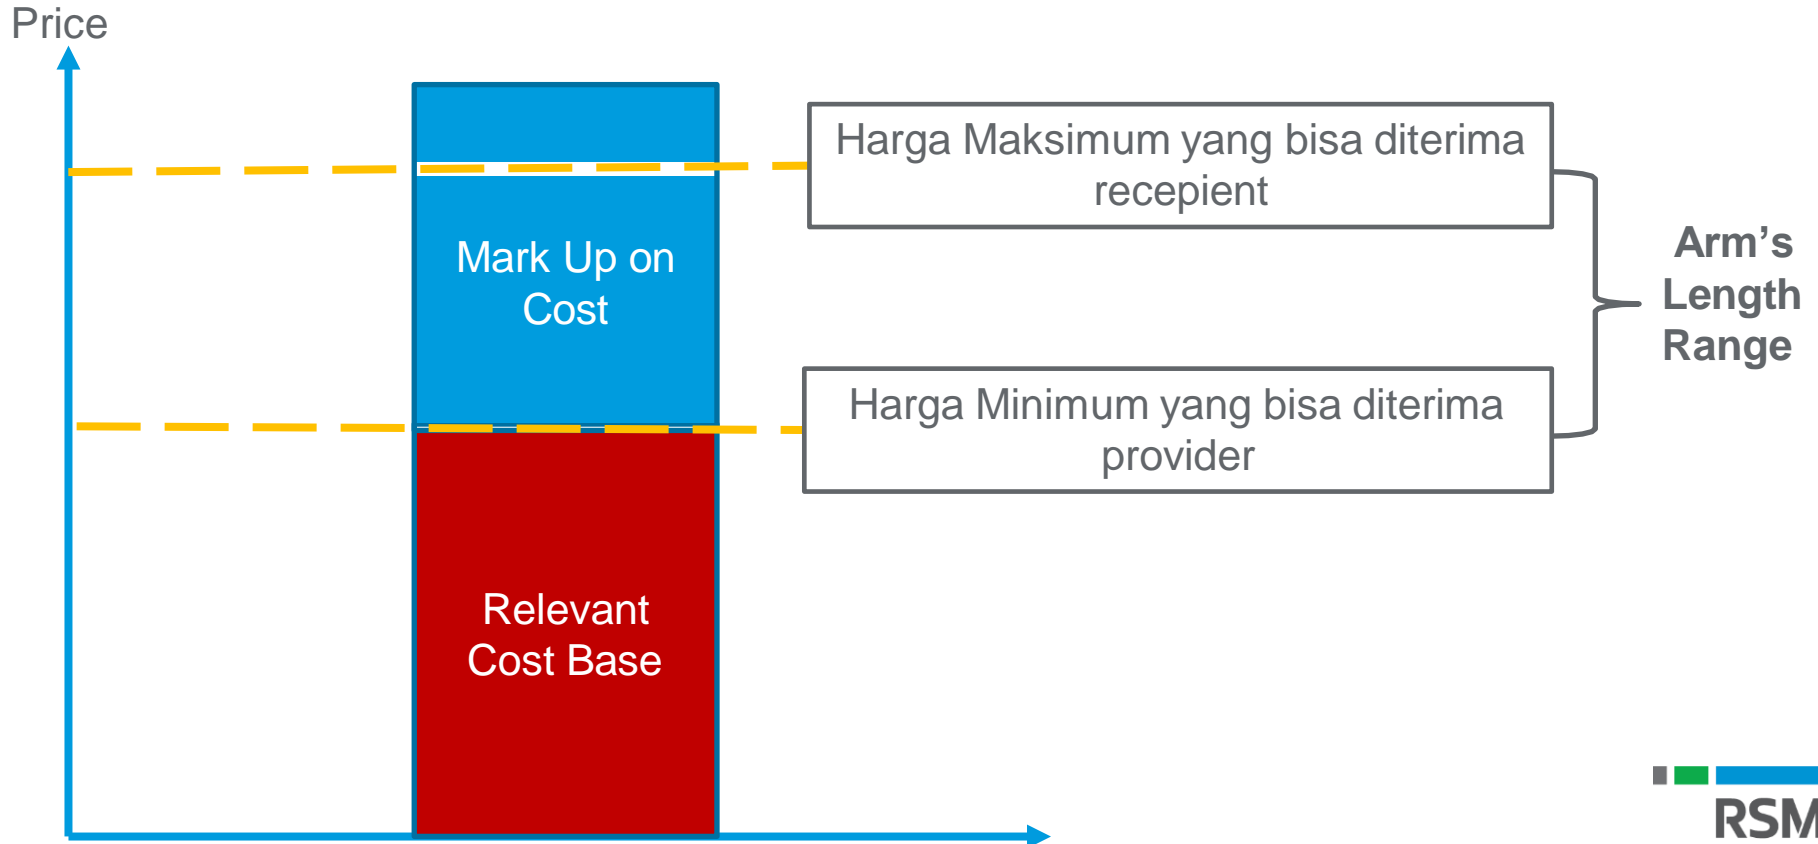 Price
Harga Maksimum yang bisa diterima
recepient
Mark Up on
Cost
Arm’s
Length
Range
Harga Minimum yang bisa diterima
provider
Relevant
Cost Base
RSM